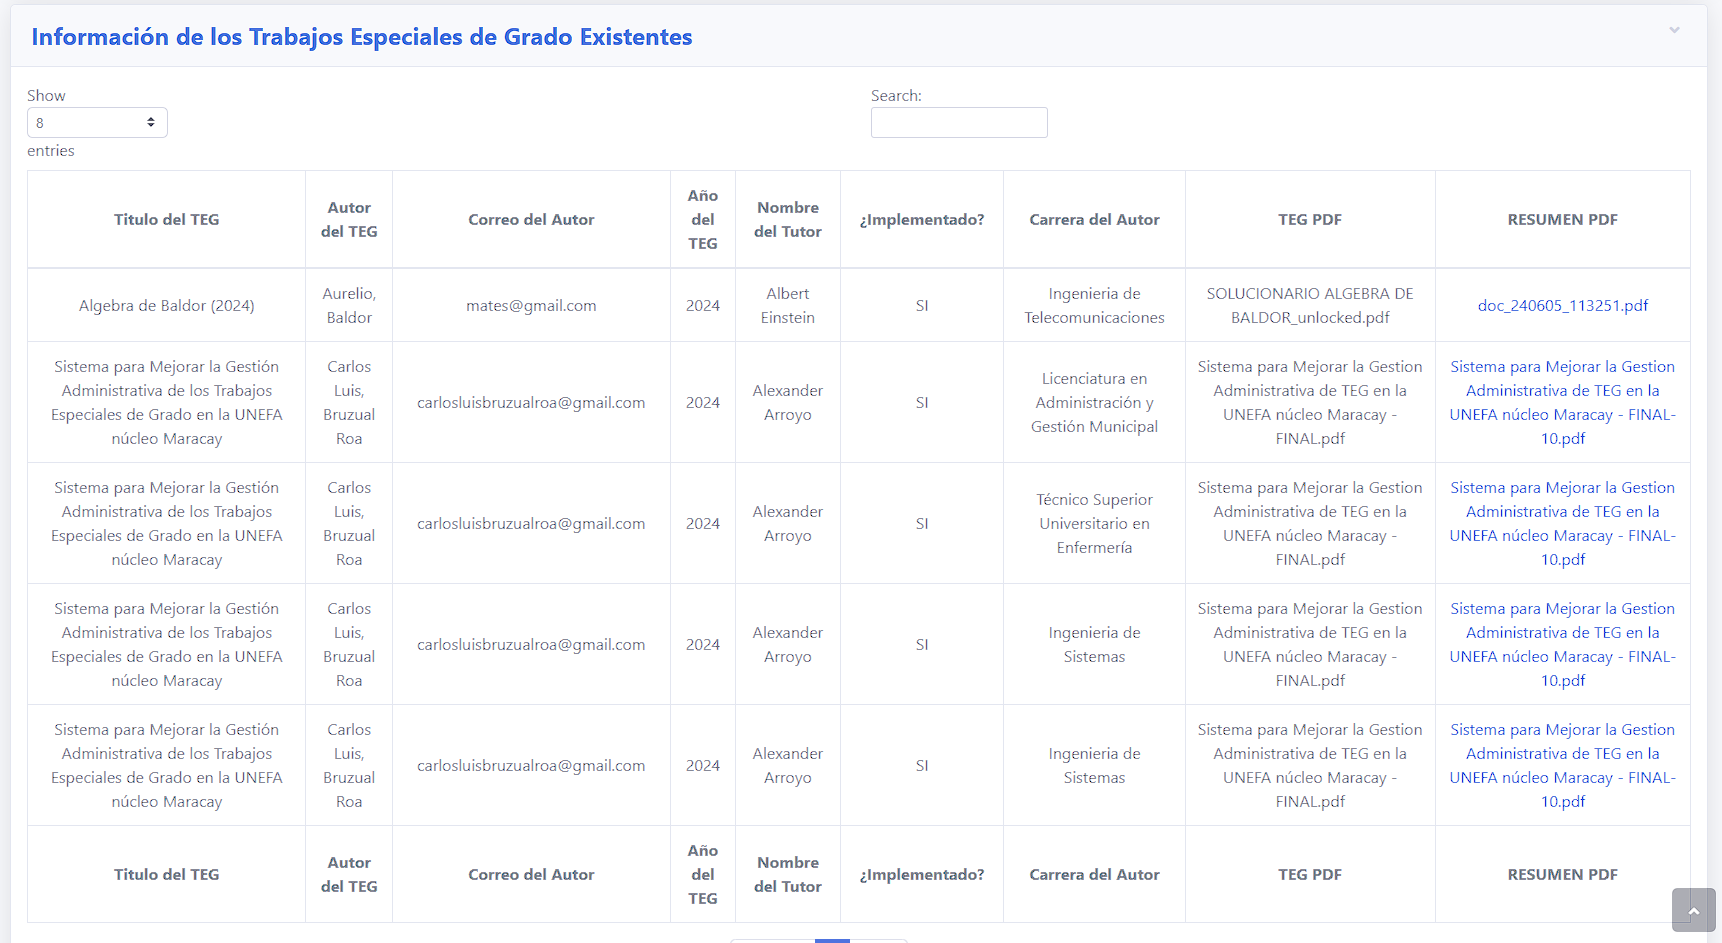 Información de los Trabajos Especiales de Grado Existentes
Show
8
entries
Search:
Titulo del TEG
Autor
del TEG
Correo del Autor
Año
del
TEG
Nombre
del Tutor
¿Implementado?
Carrera del Autor
TEG PDF
RESUMEN PDF
Algebra de Baldor (2024)
Aurelio,
Baldor
mates@gmail.com
2024
Albert
Einstein
SI
Ingenieria de
Telecomunicaciones
SOLUCIONARIO ALGEBRA DE
BALDOR_unlocked.pdf
doc_240605_113251.pdf
Sistema para Mejorar la Gestión
Administrativa de los Trabajos
Especiales de Grado en la UNEFA
núcleo Maracay
Carlos
Luis,
Bruzual
Roa
carlosluisbruzualroa@gmail.com
2024
Alexander
Arroyo
SI
Licenciatura en
Administración y
Gestión Municipal
Sistema para Mejorar la Gestion
Administrativa de TEG en la
UNEFA núcleo Maracay -
FINAL.pdf
Sistema para Mejorar la Gestion
Administrativa de TEG en la
UNEFA núcleo Maracay - FINAL-
10.pdf
Sistema para Mejorar la Gestión
Administrativa de los Trabajos
Especiales de Grado en la UNEFA
núcleo Maracay
Carlos
Luis,
Bruzual
Roa
carlosluisbruzualroa@gmail.com
2024
Alexander
Arroyo
SI
Técnico Superior
Universitario en
Enfermería
Sistema para Mejorar la Gestion
Administrativa de TEG en la
UNEFA núcleo Maracay -
FINAL.pdf
Sistema para Mejorar la Gestion
Administrativa de TEG en la
UNEFA núcleo Maracay - FINAL-
10.pdf
Sistema para Mejorar la Gestión
Administrativa de los Trabajos
Especiales de Grado en la UNEFA
núcleo Maracay
Carlos
Luis,
Bruzual
Roa
carlosluisbruzualroa@gmail.com
2024
Alexander
Arroyo
SI
Ingenieria de
Sistemas
Sistema para Mejorar la Gestion
Administrativa de TEG en la
UNEFA núcleo Maracay -
FINAL.pdf
Sistema para Mejorar la Gestion
Administrativa de TEG en la
UNEFA núcleo Maracay - FINAL-
10.pdf
Sistema para Mejorar la Gestión
Administrativa de los Trabajos
Especiales de Grado en la UNEFA
núcleo Maracay
Carlos
Luis,
Bruzual
Roa
carlosluisbruzualroa@gmail.com
2024
Alexander
Arroyo
SI
Ingenieria de
Sistemas
Sistema para Mejorar la Gestion
Administrativa de TEG en la
UNEFA núcleo Maracay -
FINAL.pdf
Sistema para Mejorar la Gestion
Administrativa de TEG en la
UNEFA núcleo Maracay - FINAL-
10.pdf
Titulo del TEG
Autor
del TEG
Correo del Autor
Año
del
TEG
Nombre
del Tutor
¿Implementado?
Carrera del Autor
TEG PDF
RESUMEN PDF